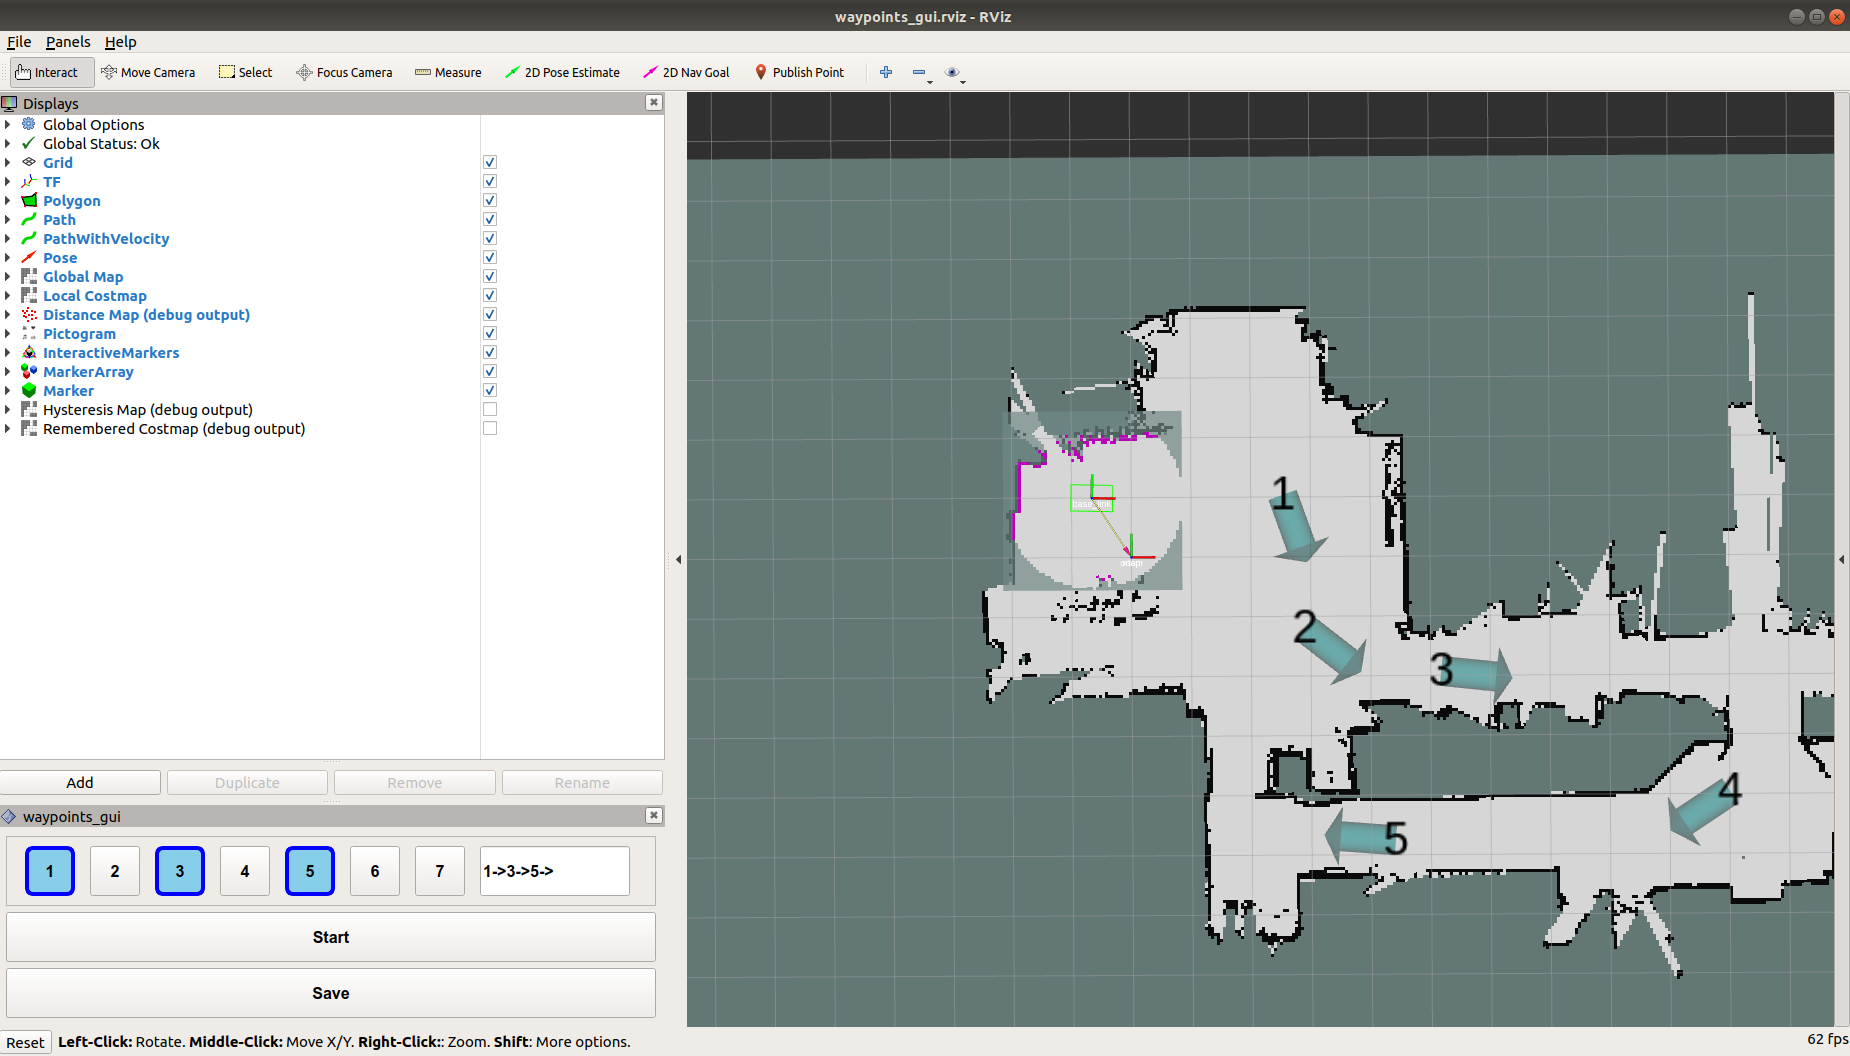 waypoints_gui.rviz - RViz
File Panels Help
Interact Move Camera Select Focus Camera Measure 2D Pose Estimate 2D Nav Goal Publish Point
Displays
Global Options
Global Status: Ok
Grid
TF
Polygon
Path
PathWithVelocity
Pose
Global Map
Local Costmap
Distance Map (debug output)
Pictogram
InteractiveMarkers
MarkerArray
Marker
Hysteresis Map (debug output)
Remembered Costmap (debug output)
Add Duplicate Remove Rename
waypoints_gui
1 2 3 4 5 6 7 1->3->5->
Start
Save
Reset Left-Click: Rotate. Middle-Click: Move X/Y. Right-Click:: Zoom. Shift: More options.
62 fps
1
2
3
4
5
base_link
odom